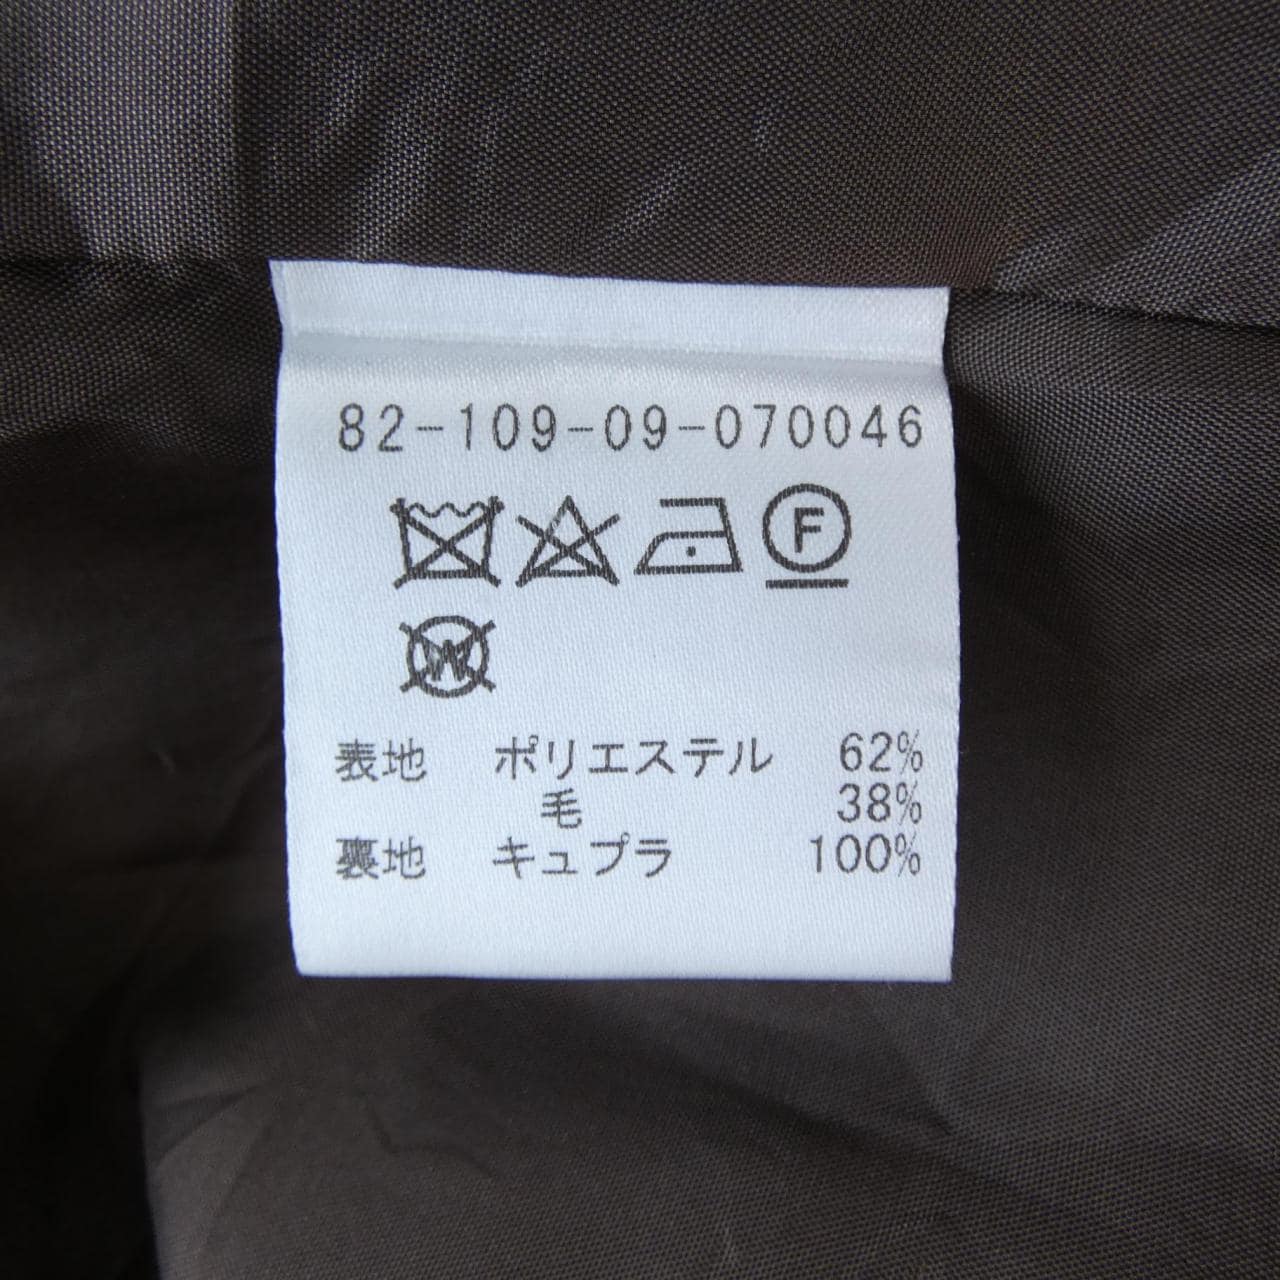 82-109-09-070046
F
W
表地 ポリエステル 62%
毛 38%
裏地 キュプラ 100%